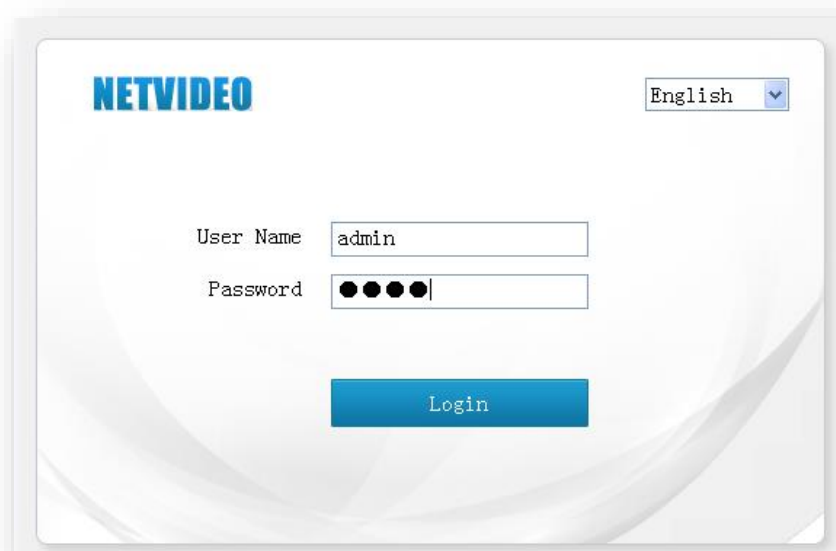 NETVIDEO
English
User Name admin
Password ●●●●
Login